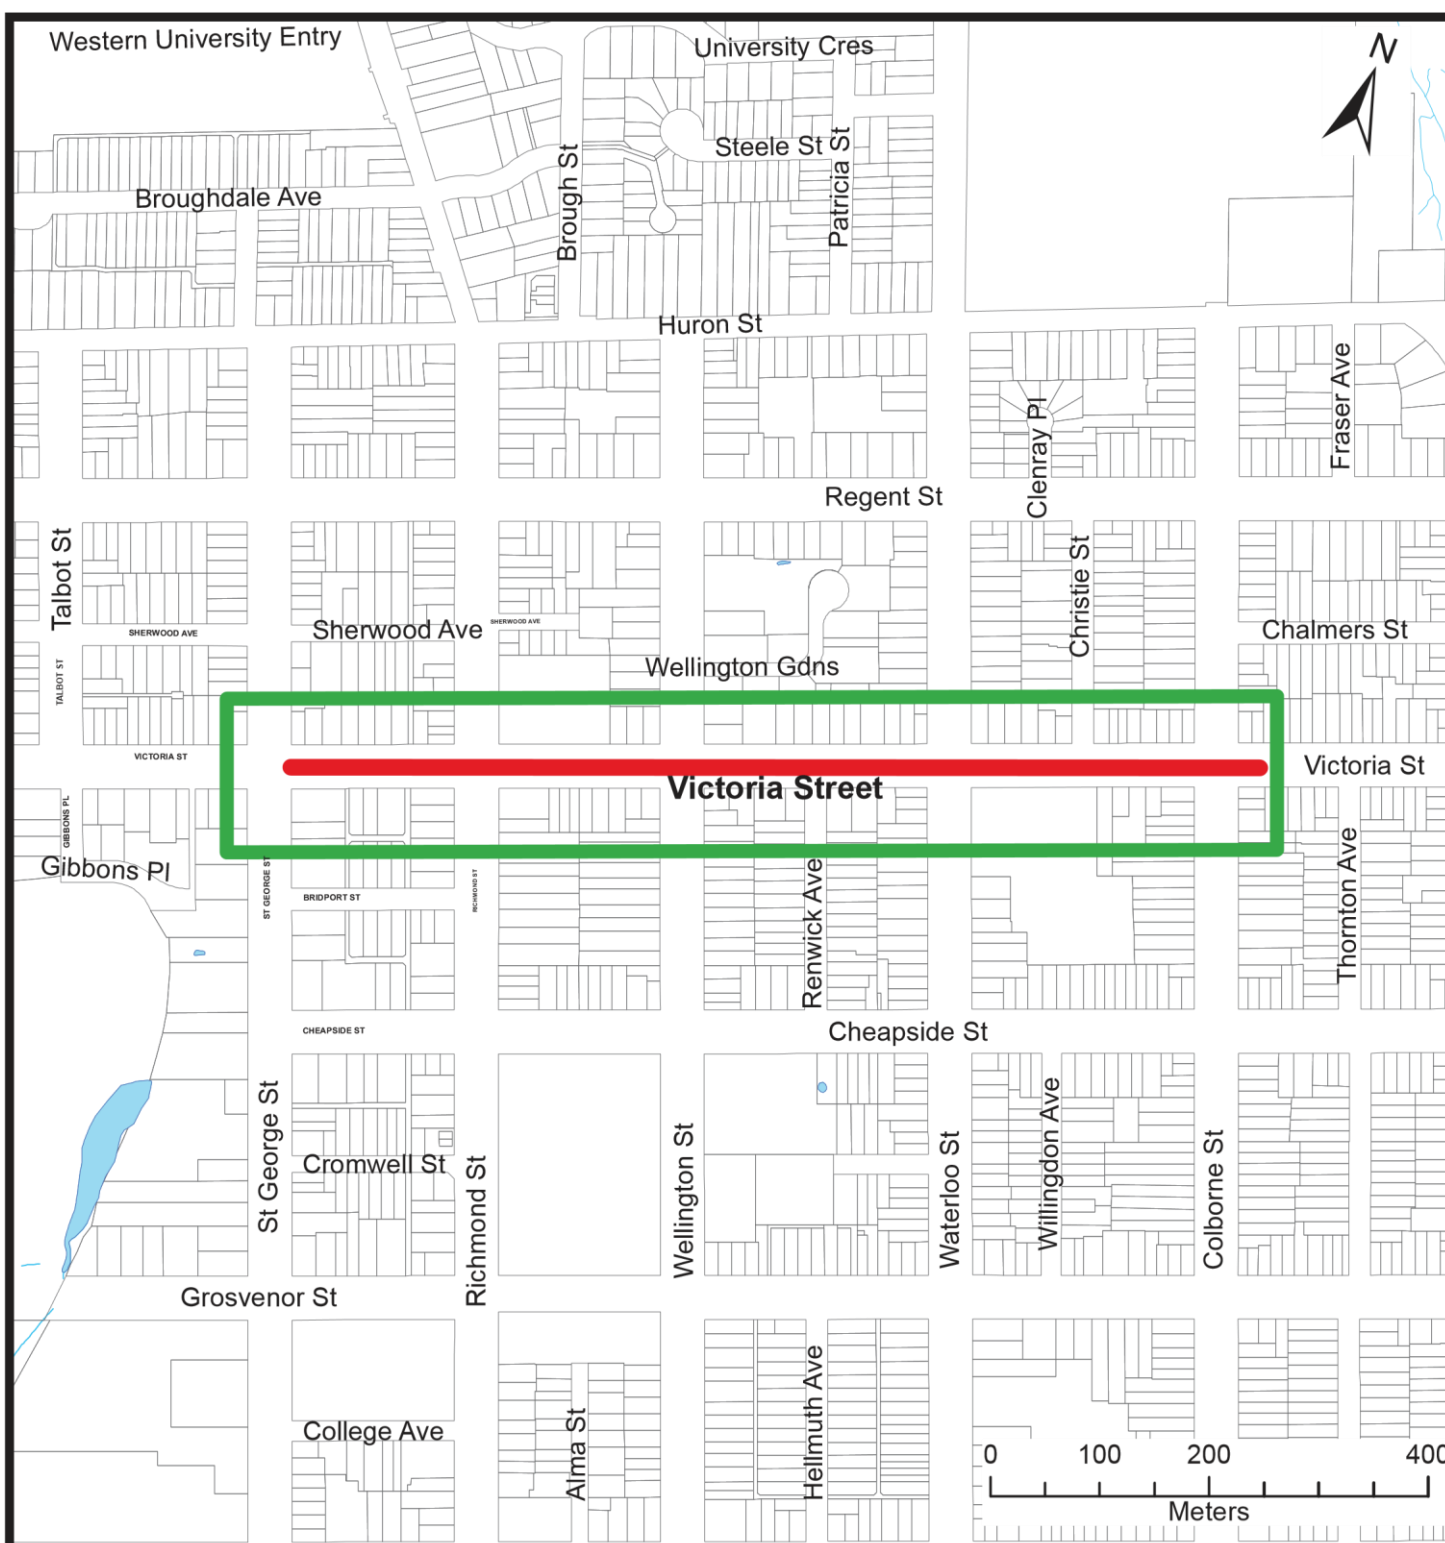 Western University Entry
University Cres
N
Steele St
Patricia St
Brough St
Broughdale Ave
Huron St
Fraser Ave
Clenray Pl
Regent St
Talbot St
Christie St
SHERWOOD AVE
Sherwood Ave
SHERWOOD AVE
Chalmers St
TALBOT ST
Wellington Gdns
VICTORIA ST
Victoria St
Victoria Street
GIBBONS PL
Gibbons Pl
ST GEORGE ST
BRIDPORT ST
RICHMOND ST
Renwick Ave
Thornton Ave
CHEAPSIDE ST
Cheapside St
St George St
Cromwell St
Richmond St
Wellington St
Waterloo St
Willingdon Ave
Colborne St
Grosvenor St
College Ave
Alma St
Hellmuth Ave
0 100 200 400
Meters